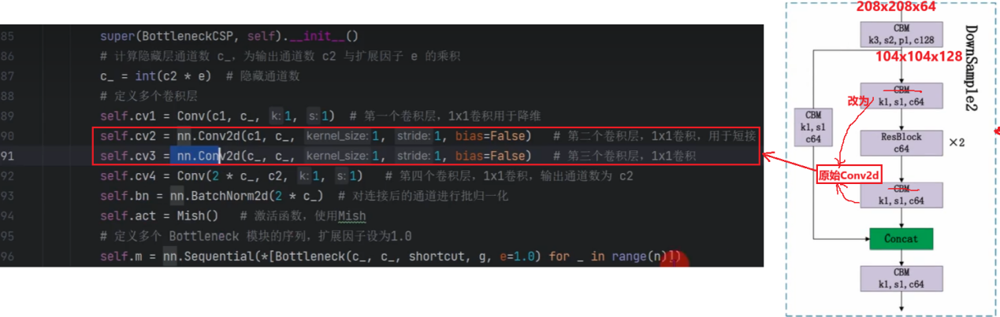 85 super(BottleneckCSP, self).__init__()
86 # 计算隐藏层通道数 c_, 为输出通道数 c2 与扩展因子 e 的乘积
87 c_ = int(c2 * e)  # 隐藏通道数
88 # 定义多个卷积层
89 self.cv1 = Conv(c1, c_, k: 1, s: 1)  # 第一个卷积层, 1x1卷积用于降维
90 self.cv2 = nn.Conv2d(c1, c_, kernel_size: 1, stride: 1, bias=False)  # 第二个卷积层, 1x1卷积, 用于短接
91 self.cv3 = nn.Conv2d(c_, c_, kernel_size: 1, stride: 1, bias=False)  # 第三个卷积层, 1x1卷积
92 self.cv4 = Conv(2 * c_, c2, k: 1, s: 1)  # 第四个卷积层, 1x1卷积, 输出通道数为 c2
93 self.bn = nn.BatchNorm2d(2 * c_)  # 对连接后的通道进行批归一化
94 self.act = Mish()  # 激活函数, 使用Mish
95 # 定义多个 Bottleneck 模块的序列, 扩展因子设为1.0
96 self.m = nn.Sequential(*[Bottleneck(c_, c_, shortcut, g, e=1.0) for _ in range(n)])
208x208x64
CBM
k3, s2, p1, c128
104x104x128
DownSample2
CBM
k1, s1, c64
改为
CBM
k1, s1
c64
ResBlock
c64
×2
原始Conv2d
CBM
k1, s1, c64
Concat
CBM
k1, s1, c64